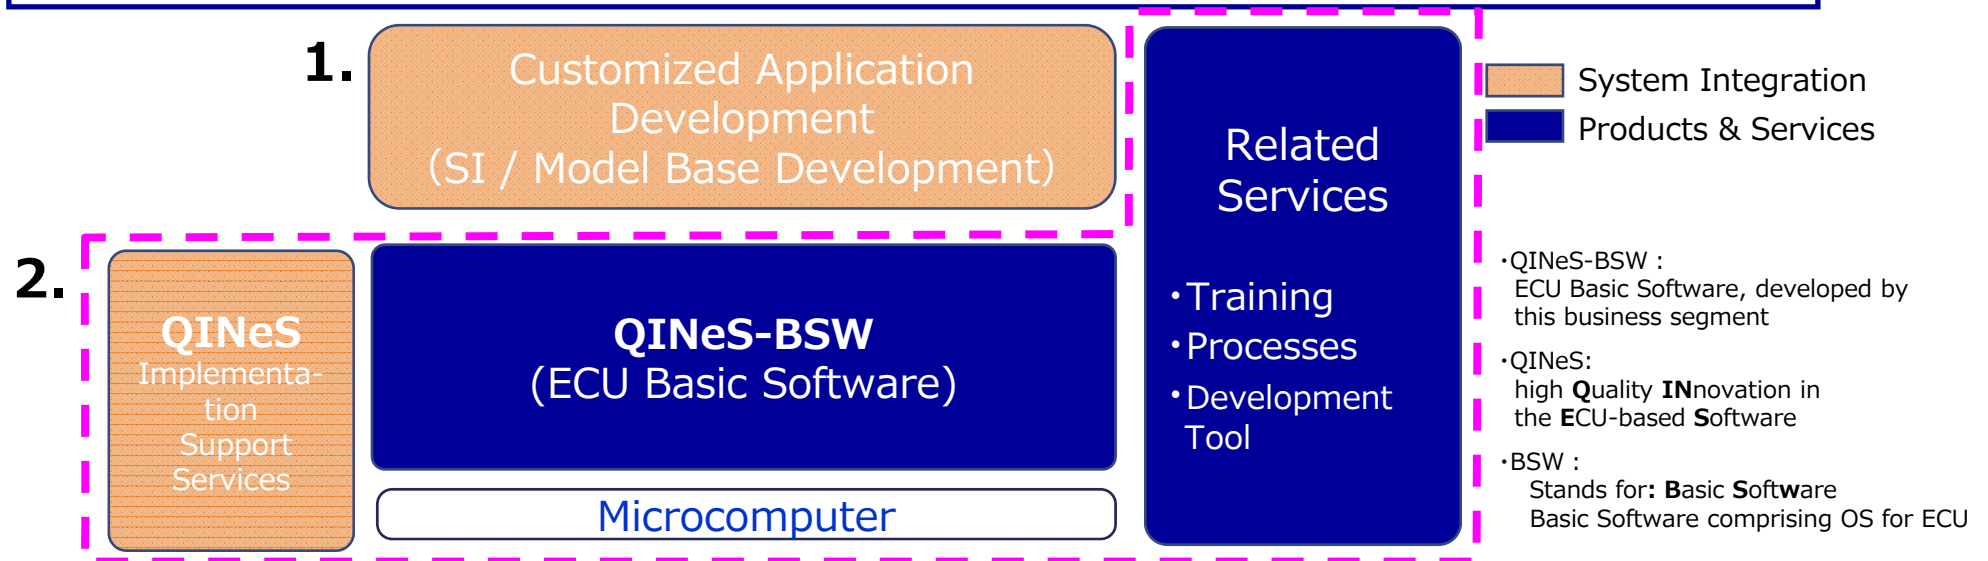 1.
Customized Application
Development
(SI / Model Base Development)
Related
Services
・Training
・Processes
・Development
Tool
System Integration
Products & Services
2.
QINeS
Implementa-
tion
Support
Services
QINeS-BSW
(ECU Basic Software)
Microcomputer
・QINeS-BSW :
ECU Basic Software, developed by
this business segment
・QINeS:
high Quality INnovation in
the ECU-based Software
・BSW :
Stands for: Basic Software
Basic Software comprising OS for ECU